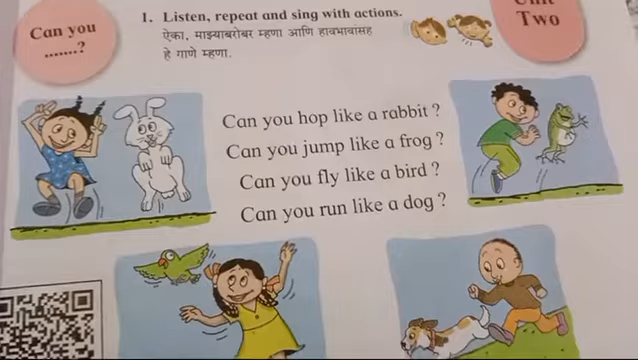 Can you
.......?
1. Listen, repeat and sing with actions.
ऐका, माझ्याबरोबर म्हणा आणि हावभावांसह
हे गाणे म्हणा.
Unit
Two
Can you hop like a rabbit ?
Can you jump like a frog ?
Can you fly like a bird ?
Can you run like a dog ?